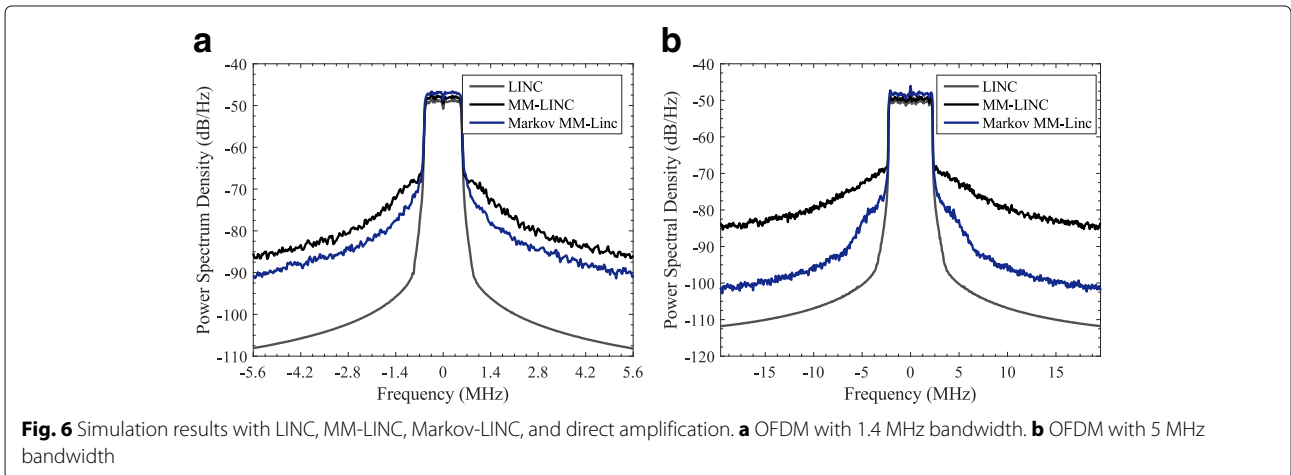 a
Power Spectrum Density (dB/Hz)
-40
-50
-60
-70
-80
-90
-100
-110
LINC
MM-LINC
Markov MM-Linc
-5.6
-4.2
-2.8
-1.4
0
1.4
2.8
4.2
5.6
Frequency (MHz)
b
Power Spectral Density (dB/Hz)
-40
-50
-60
-70
-80
-90
-100
-110
-120
LINC
MM-LINC
Markov MM-Linc
-15
-10
-5
0
5
10
15
Frequency (MHz)
Fig. 6 Simulation results with LINC, MM-LINC, Markov-LINC, and direct amplification. a OFDM with 1.4 MHz bandwidth. b OFDM with 5 MHz
bandwidth